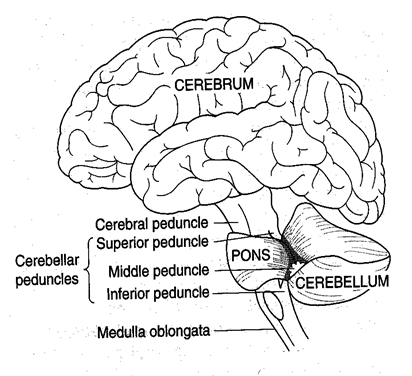 CEREBRUM
Cerebral peduncle
Superior peduncle
Cerebellar
peduncles
PONS
Middle peduncle
CEREBELLUM
Inferior peduncle
Medulla oblongata